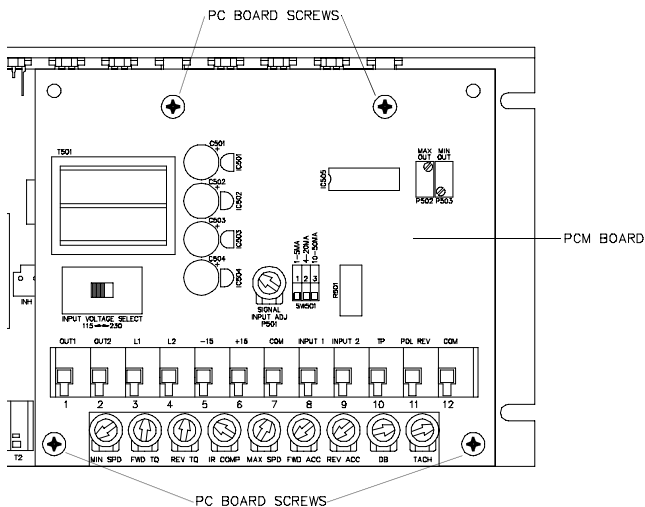 PC BOARD SCREWS
T501
C501
+
IC501
C502
+
IC502
C503
+
IC503
C504
+
IC504
IC505
MAX OUT
MIN OUT
P502
P503
PCM BOARD
1-5MA
4-20MA
10-50MA
1 2 3
SW501
R501
SIGNAL
INPUT ADJ
P501
INH
INPUT VOLTAGE SELECT
115 230
OUT1 OUT2 L1 L2 -15 +15 COM INPUT 1 INPUT 2 TP POL REV COM
1 2 3 4 5 6 7 8 9 10 11 12
MIN SPD FWD TQ REV TQ IR COMP MAX SPD FWD ACC REV ACC DB TACH
T2
PC BOARD SCREWS